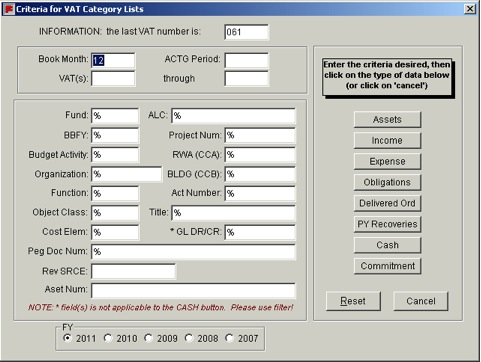 Criteria for VAT Category Lists
INFORMATION: the last VAT number is: 061
Book Month: 12 ACTG Period:
VAT(s): through
Enter the criteria desired, then
click on the type of data below
(or click on 'cancel')
Fund: % ALC: %
BBFY: % Project Num: %
Budget Activity: % RWA (CCA): %
Organization: % BLDG (CCB): %
Function: % Act Number: %
Object Class: % Title: %
Cost Elem: % * GL DR/CR: %
Peg Doc Num: %
Rev SRCE:
Aset Num:
NOTE: * field(s) is not applicable to the CASH button. Please use filter!
Assets
Income
Expense
Obligations
Delivered Ord
PY Recoveries
Cash
Commitment
Reset Cancel
FY
2011 2010 2009 2008 2007